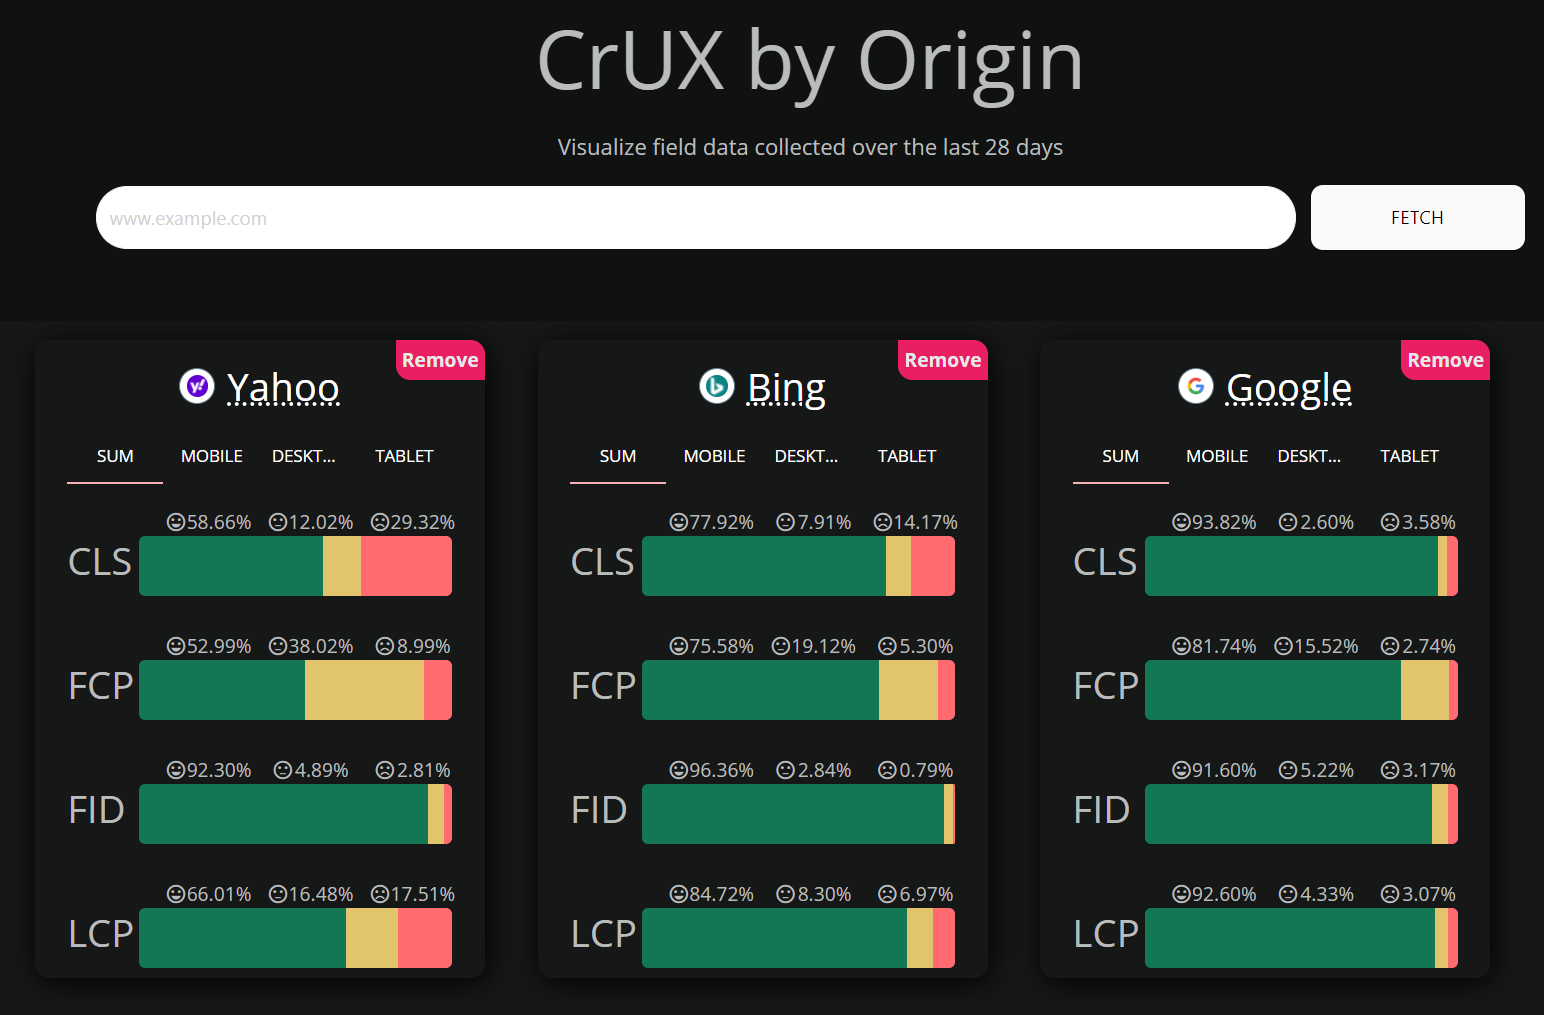 CrUX by Origin
Visualize field data collected over the last 28 days
www.example.com
FETCH
Remove
Yahoo
SUM MOBILE DESKT... TABLET
58.66% 12.02% 29.32%
CLS
52.99% 38.02% 8.99%
FCP
92.30% 4.89% 2.81%
FID
66.01% 16.48% 17.51%
LCP
Remove
Bing
SUM MOBILE DESKT... TABLET
77.92% 7.91% 14.17%
CLS
75.58% 19.12% 5.30%
FCP
96.36% 2.84% 0.79%
FID
84.72% 8.30% 6.97%
LCP
Remove
Google
SUM MOBILE DESKT... TABLET
93.82% 2.60% 3.58%
CLS
81.74% 15.52% 2.74%
FCP
91.60% 5.22% 3.17%
FID
92.60% 4.33% 3.07%
LCP